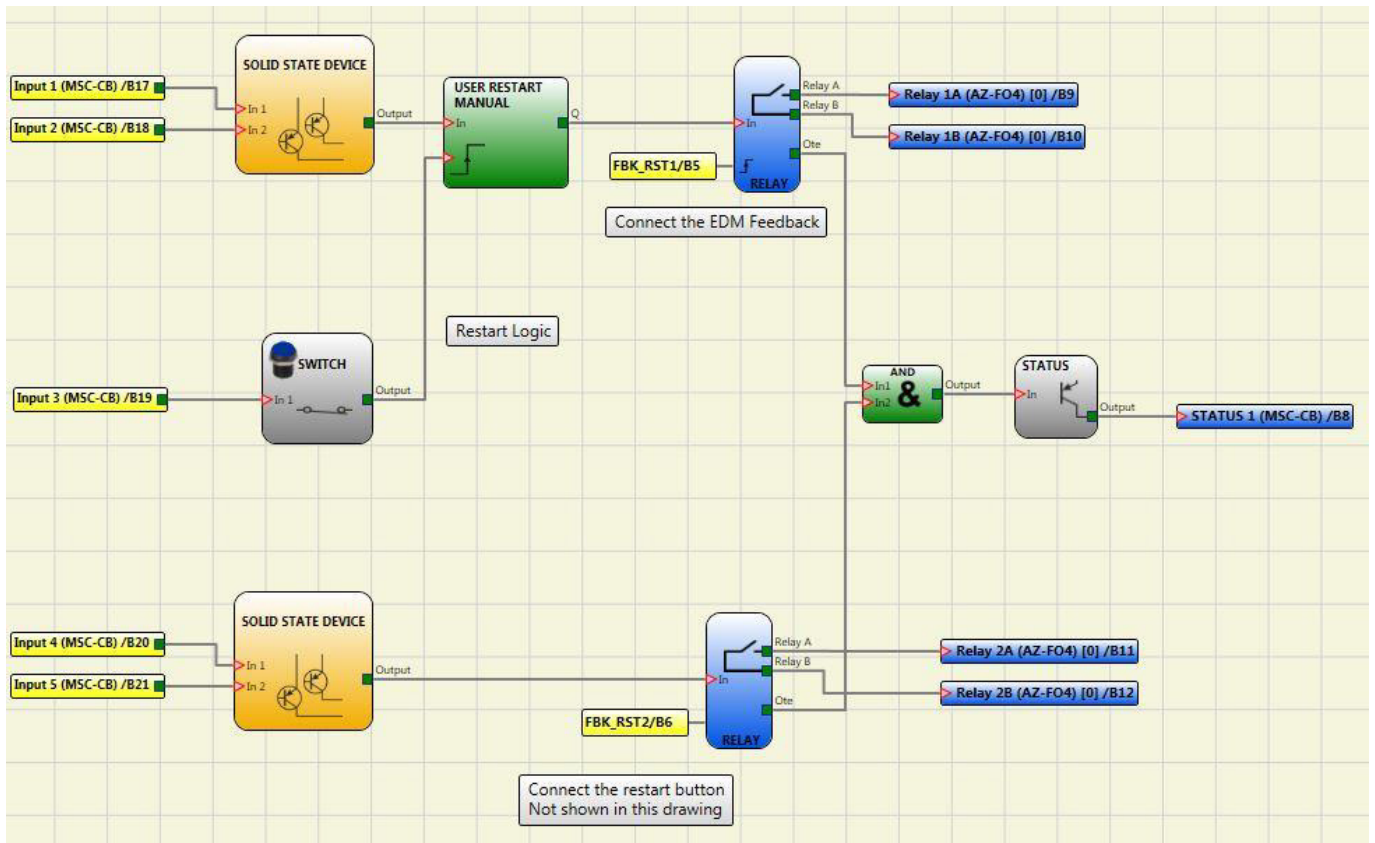 SOLID STATE DEVICE
Input 1 (MSC-CB) /B17
Input 2 (MSC-CB) /B18
In 1
In 2
Output
USER RESTART
MANUAL
In
Q
In
RELAY
Relay A
Relay B
Ote
Relay 1A (AZ-FO4) [0] /B9
Relay 1B (AZ-FO4) [0] /B10
FBK_RST1/B5
Connect the EDM Feedback
Restart Logic
SWITCH
Input 3 (MSC-CB) /B19
In 1
Output
AND
&
In1
In2
Output
STATUS
In
Output
STATUS 1 (MSC-CB) /B8
SOLID STATE DEVICE
Input 4 (MSC-CB) /B20
Input 5 (MSC-CB) /B21
In 1
In 2
Output
In
RELAY
Relay A
Relay B
Ote
Relay 2A (AZ-FO4) [0] /B11
Relay 2B (AZ-FO4) [0] /B12
FBK_RST2/B6
Connect the restart button
Not shown in this drawing